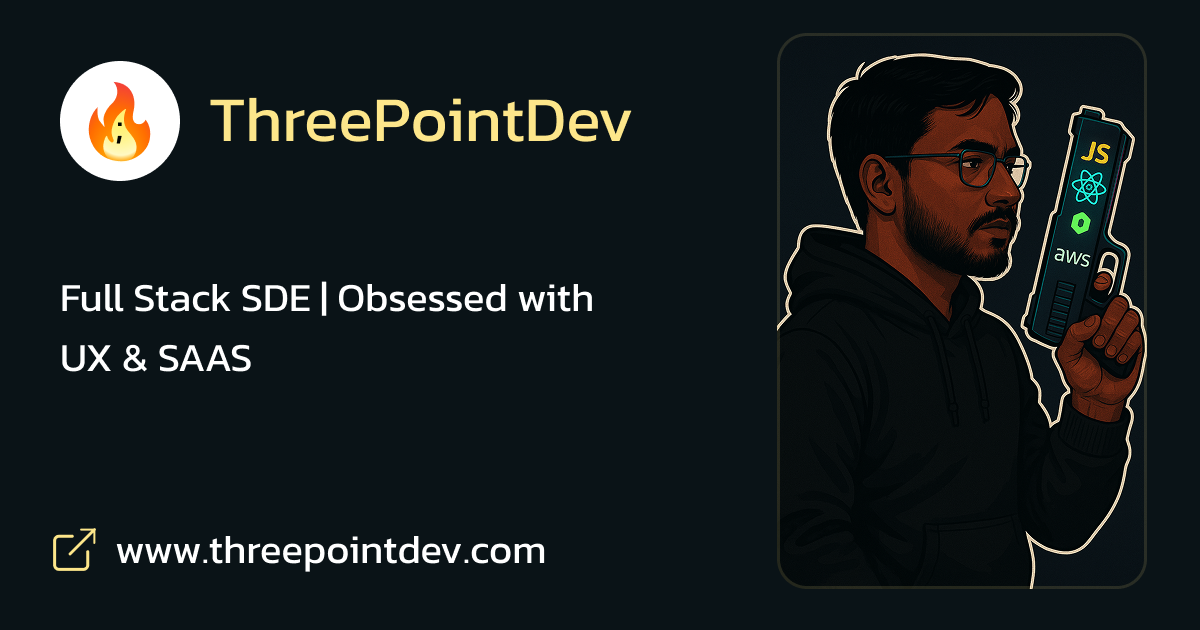 ThreePointDev
Full Stack SDE | Obsessed with
UX & SAAS
www.threepointdev.com
JS
aws